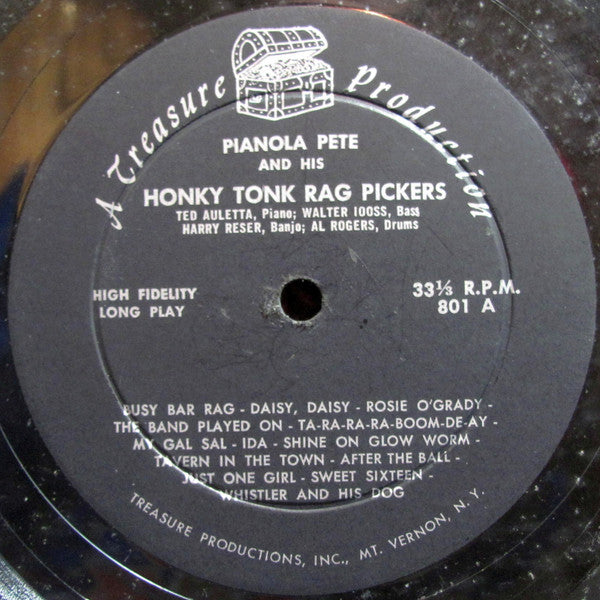 A Treasure Production
PIANOLA PETE
AND HIS
HONKY TONK RAG PICKERS
TED AULETTA, Piano; WALTER IOOSS, Bass
HARRY RESER, Banjo; AL ROGERS, Drums
HIGH FIDELITY
LONG PLAY
33⅓ R.P.M.
801 A
BUSY BAR RAG - DAISY, DAISY - ROSIE O'GRADY -
THE BAND PLAYED ON - TA-RA-RA-RA-BOOM-DE-AY -
MY GAL SAL - IDA - SHINE ON GLOW WORM -
TAVERN IN THE TOWN - AFTER THE BALL -
JUST ONE GIRL - SWEET SIXTEEN -
WHISTLER AND HIS DOG
TREASURE PRODUCTIONS, INC., MT. VERNON, N. Y.